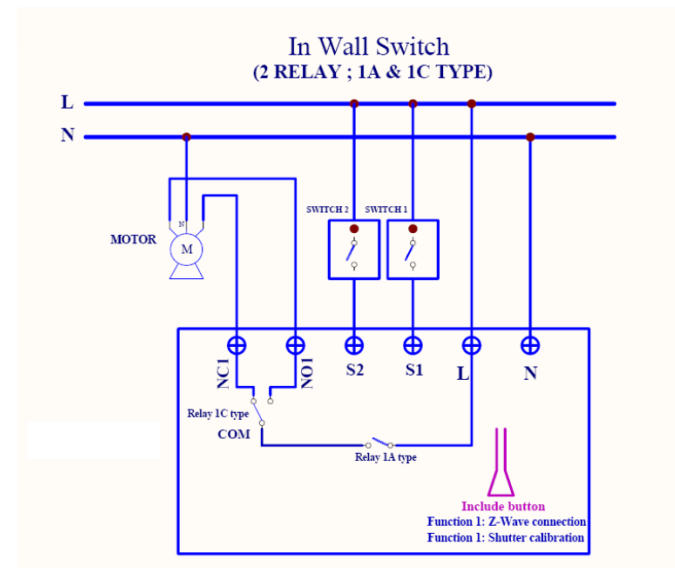 In Wall Switch
(2 RELAY ; 1A & 1C TYPE)
L
N
SWITCH 2
SWITCH 1
N
MOTOR
M
NC1
NO1
S2
S1
L
N
Relay 1C type
COM
Relay 1A type
Include button
Function 1: Z-Wave connection
Function 1: Shutter calibration